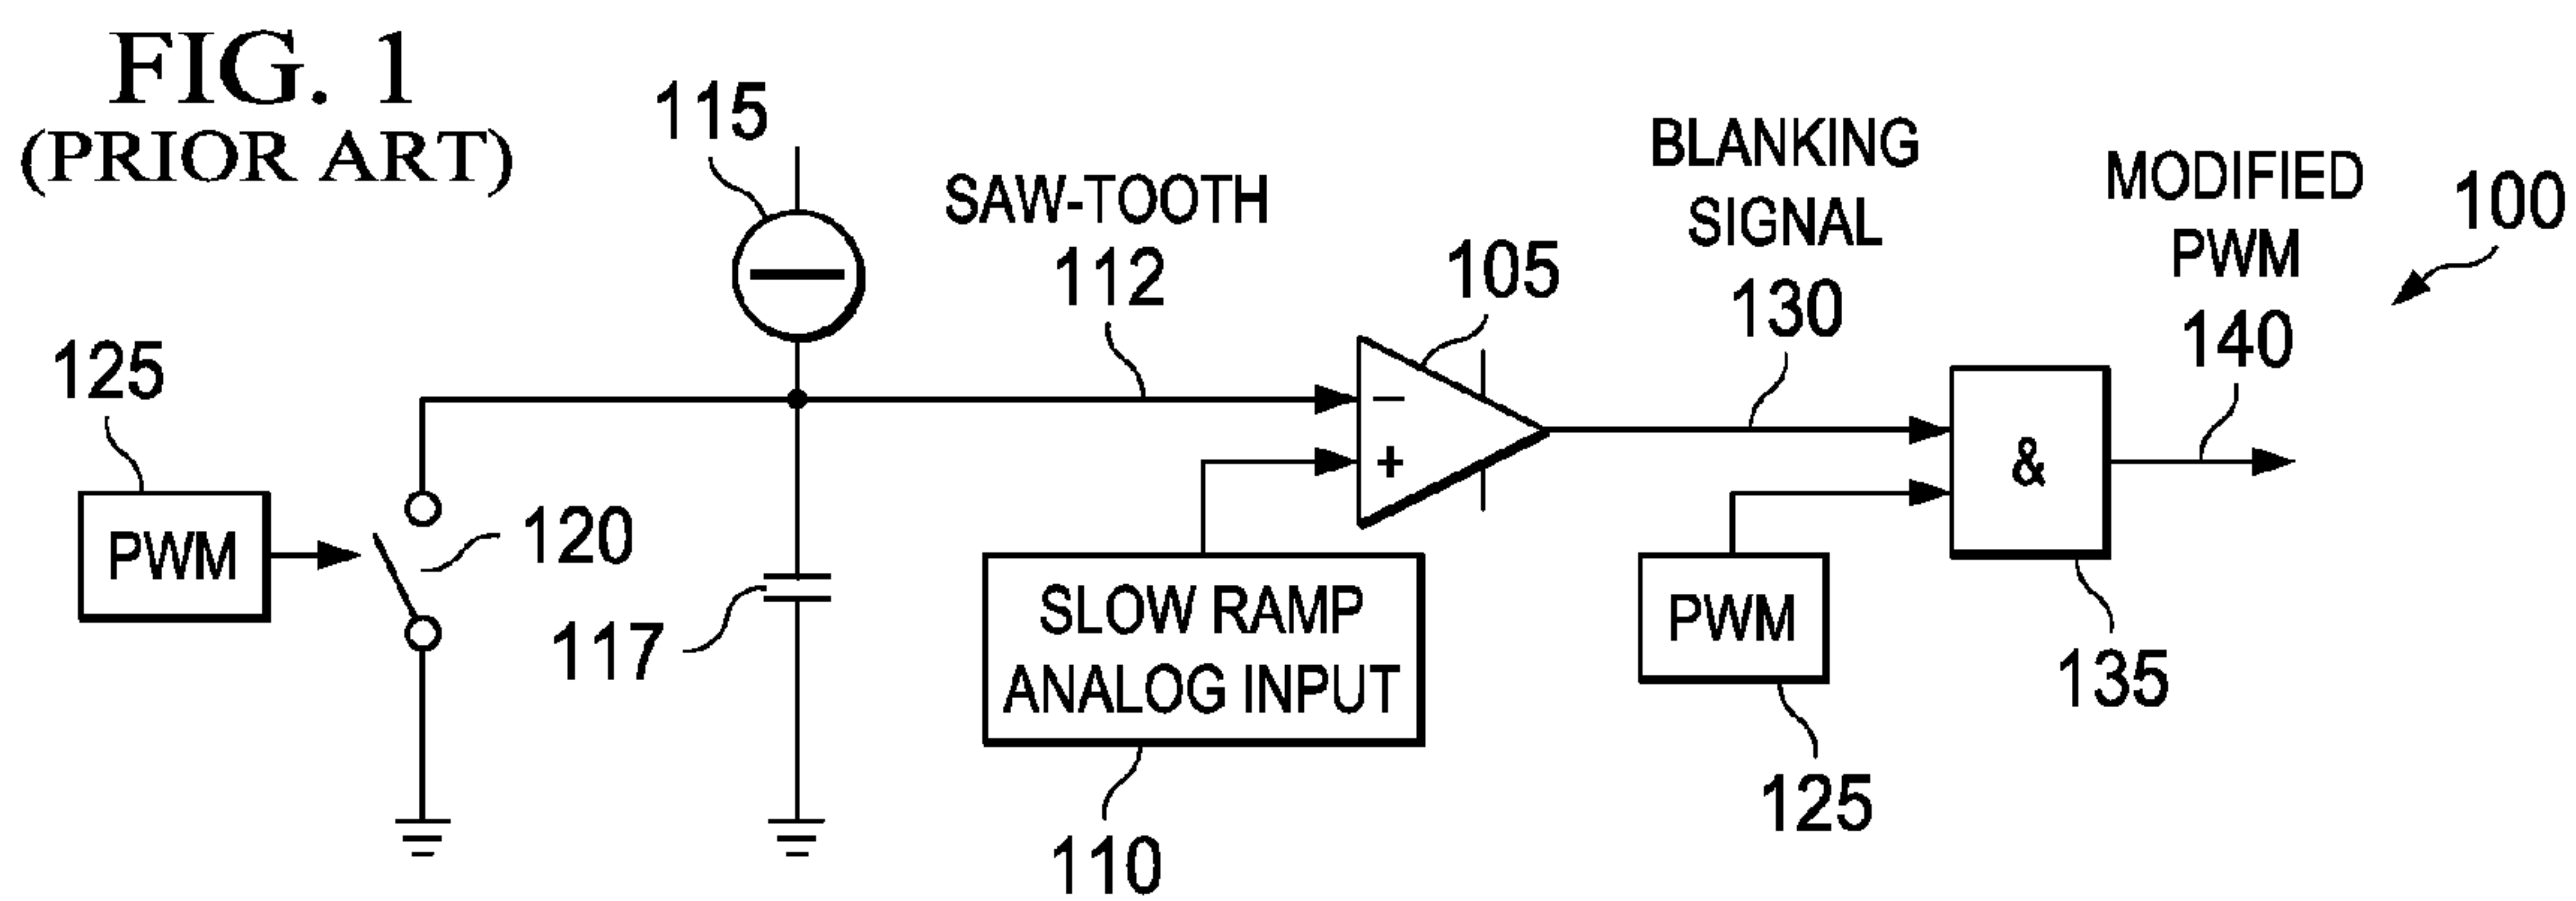 FIG. 1
(PRIOR ART)
115
SAW-TOOTH
112
BLANKING
SIGNAL
130
105
MODIFIED
PWM
140
100
125
PWM
120
117
−
+
SLOW RAMP
ANALOG INPUT
110
PWM
125
&
135